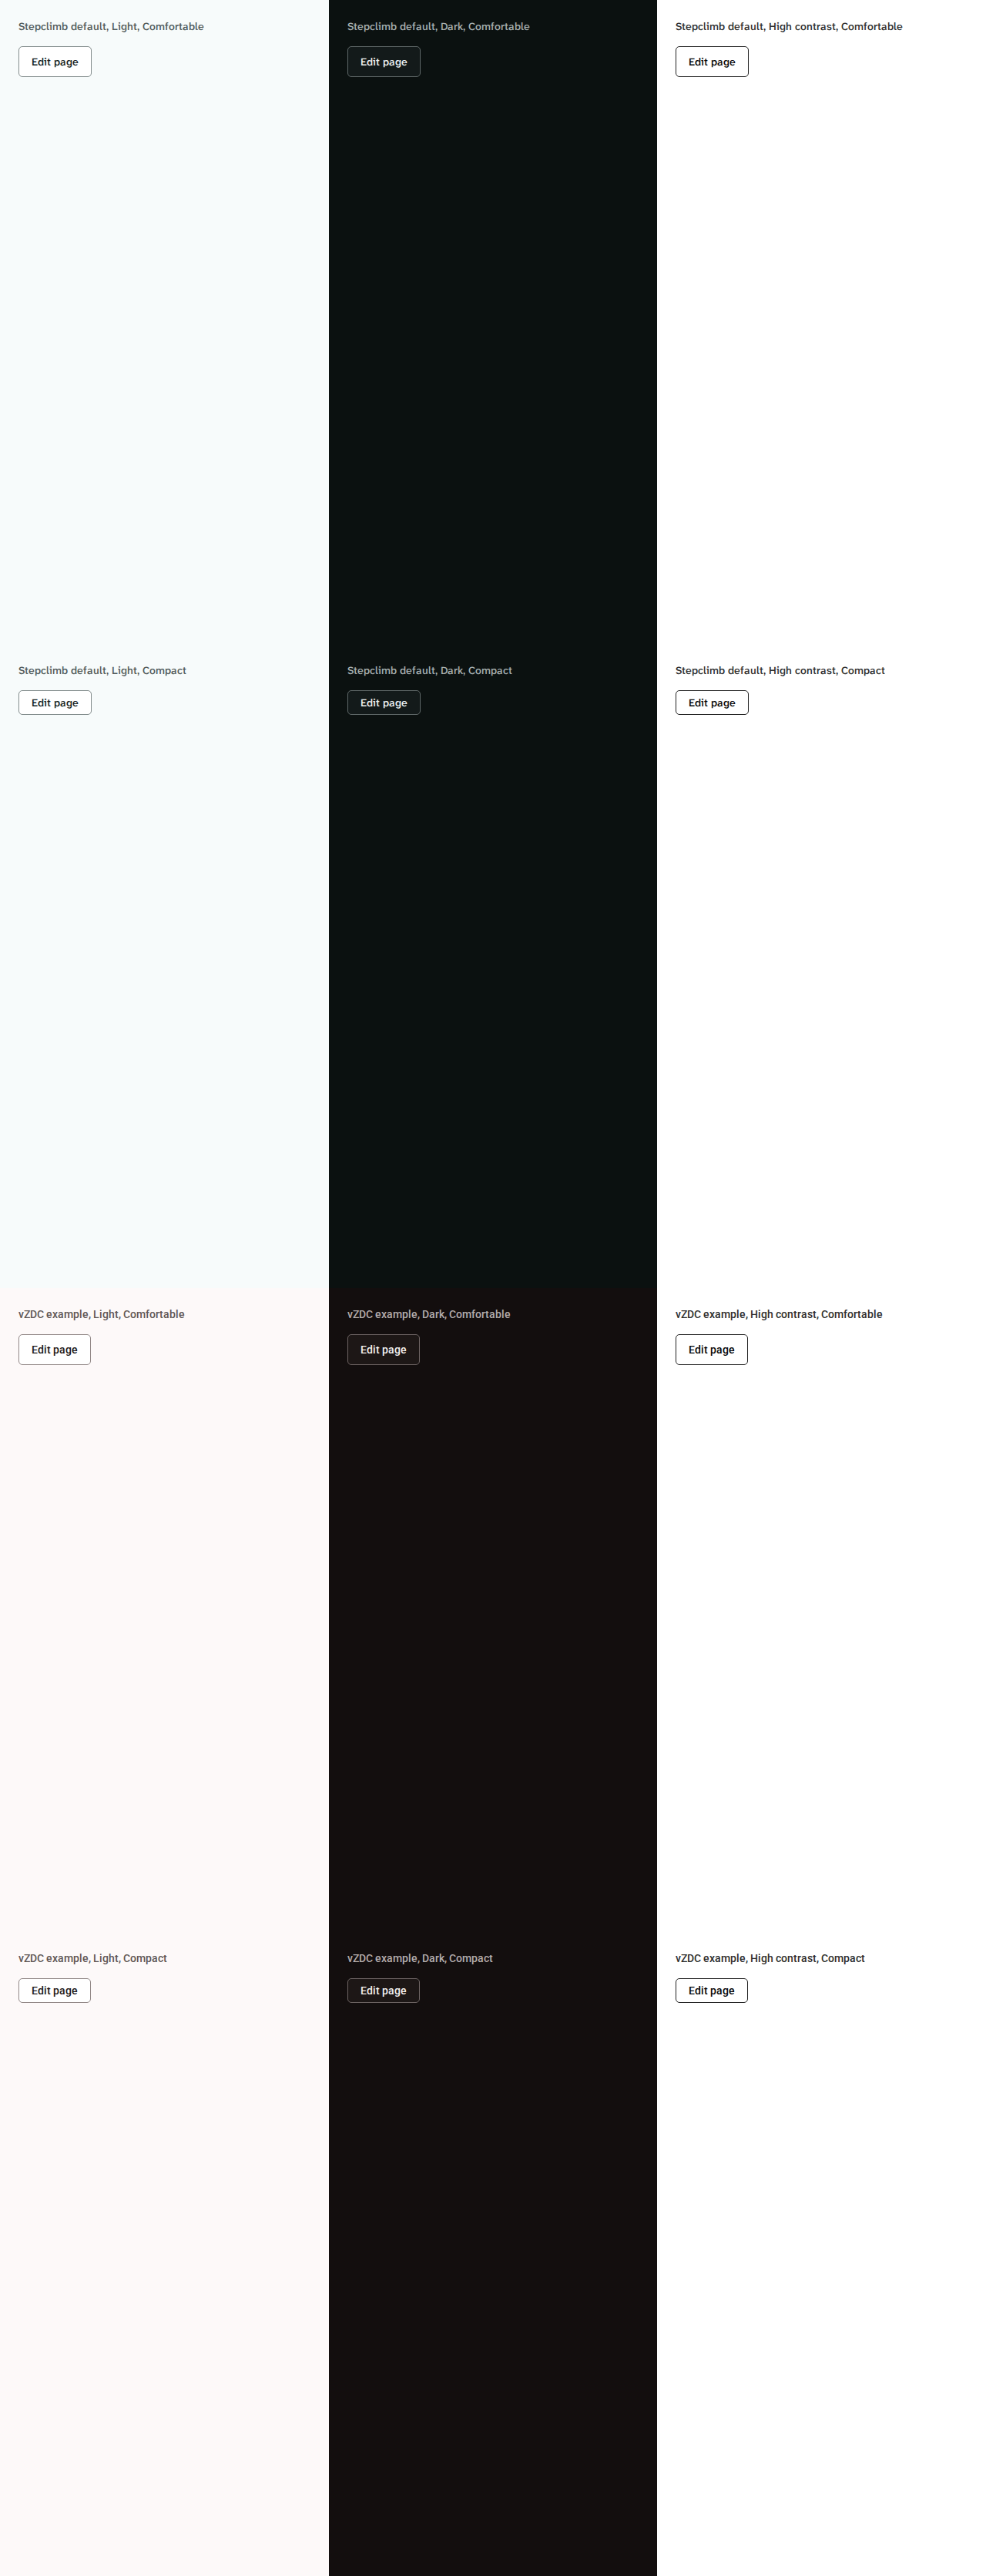 Stepclimb default, Light, Comfortable
Edit page
Stepclimb default, Dark, Comfortable
Edit page
Stepclimb default, High contrast, Comfortable
Edit page
Stepclimb default, Light, Compact
Edit page
Stepclimb default, Dark, Compact
Edit page
Stepclimb default, High contrast, Compact
Edit page
vZDC example, Light, Comfortable
Edit page
vZDC example, Dark, Comfortable
Edit page
vZDC example, High contrast, Comfortable
Edit page
vZDC example, Light, Compact
Edit page
vZDC example, Dark, Compact
Edit page
vZDC example, High contrast, Compact
Edit page